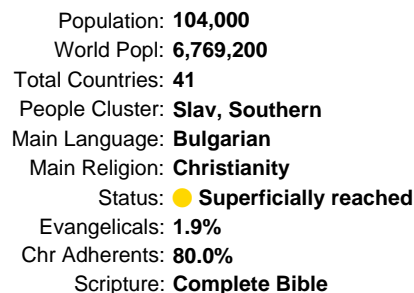 Population: 104,000
World Popl: 6,769,200
Total Countries: 41
People Cluster: Slav, Southern
Main Language: Bulgarian
Main Religion: Christianity
Status: Superficially reached
Evangelicals: 1.9%
Chr Adherents: 80.0%
Scripture: Complete Bible